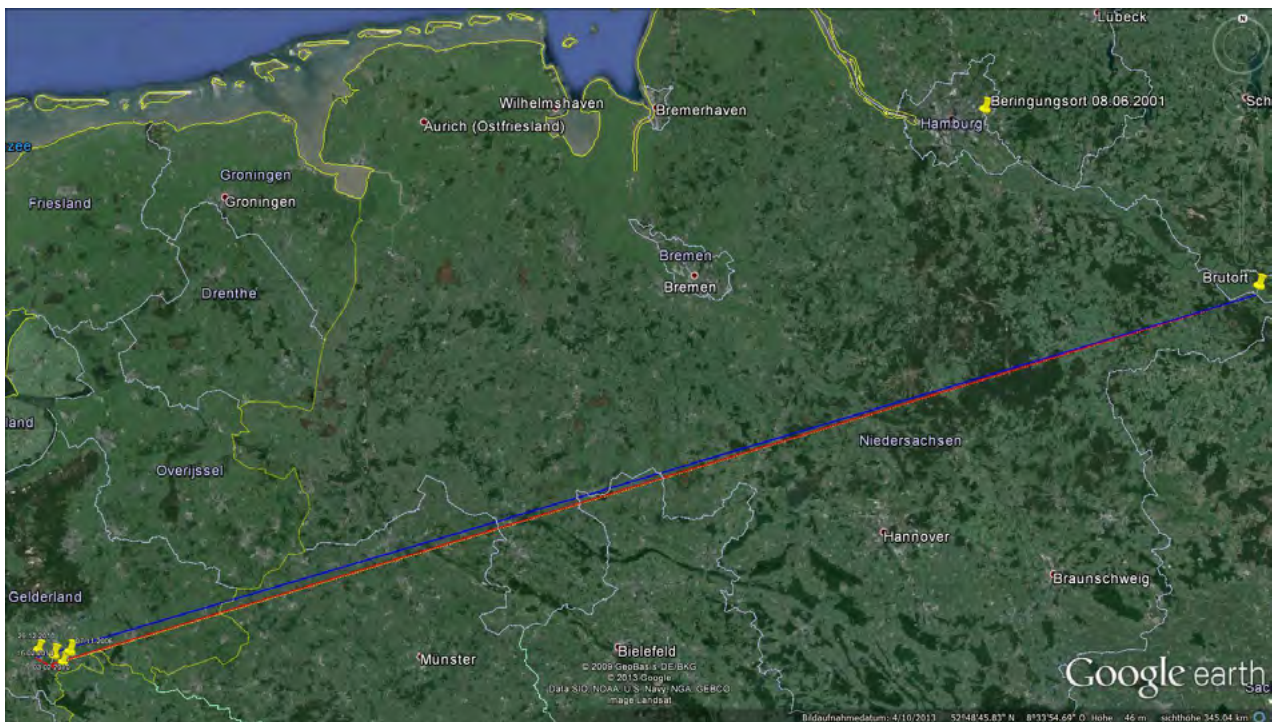 Lübeck
Beringungsort 08.06.2001
Sch
Wilhelmshaven
Bremerhaven
Hamburg
Aurich (Ostfriesland)
zee
Groningen
Groningen
Friesland
Bremen
Bremen
Brutort
Drenthe
land
Niedersachsen
Overijssel
Hannover
Braunschweig
Gelderland
Bielefeld
Münster
© 2009 GeoBasis-DE/BKG
© 2013 Google
Data SIO, NOAA, U.S. Navy, NGA, GEBCO
Image Landsat
Google earth
Sac
Bildaufnahmedatum: 4/10/2013 52°48'45.83" N 8°33'54.69" O Höhe 46 m sichthöhe 345.04 km